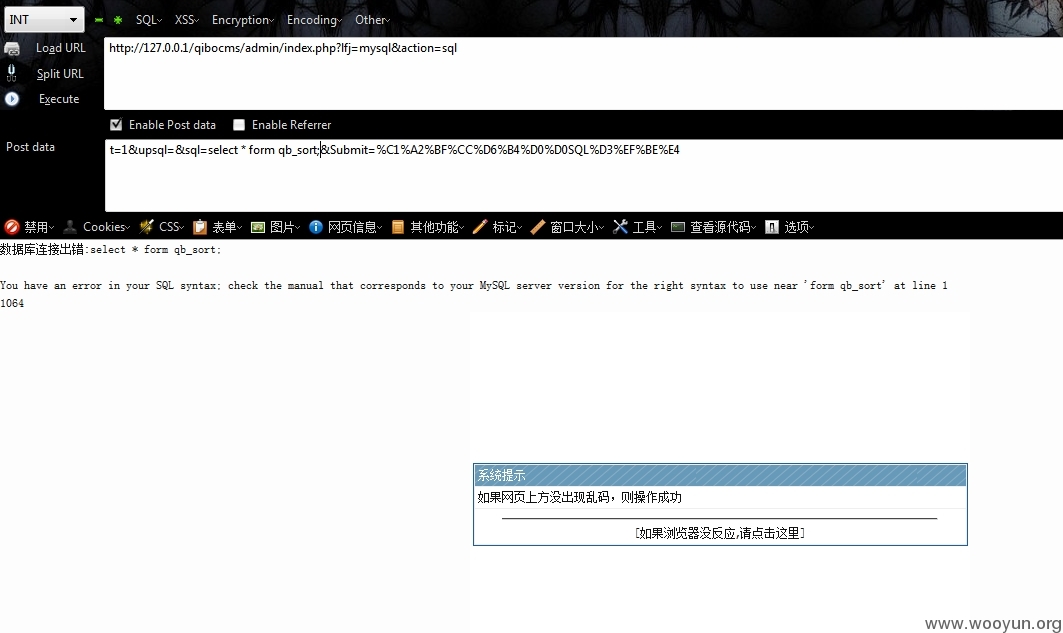 INT SQL XSS Encryption Encoding Other
Load URL http://127.0.0.1/qibocms/admin/index.php?lfj=mysql&action=sql
Split URL
Execute
Enable Post data Enable Referrer
Post data t=1&upsql=&sql=select * form qb_sort;&Submit=%C1%A2%BF%CC%D6%B4%D0%D0SQL%D3%EF%BE%E4
禁用 Cookies CSS 表单 图片 网页信息 其他功能 标记 窗口大小 工具 查看源代码 选项
数据库连接出错:select * form qb_sort;
You have an error in your SQL syntax; check the manual that corresponds to your MySQL server version for the right syntax to use near 'form qb_sort' at line 1
1064
系统提示
如果网页上方没出现乱码，则操作成功
[如果浏览器没反应,请点击这里]
www.wooyun.org